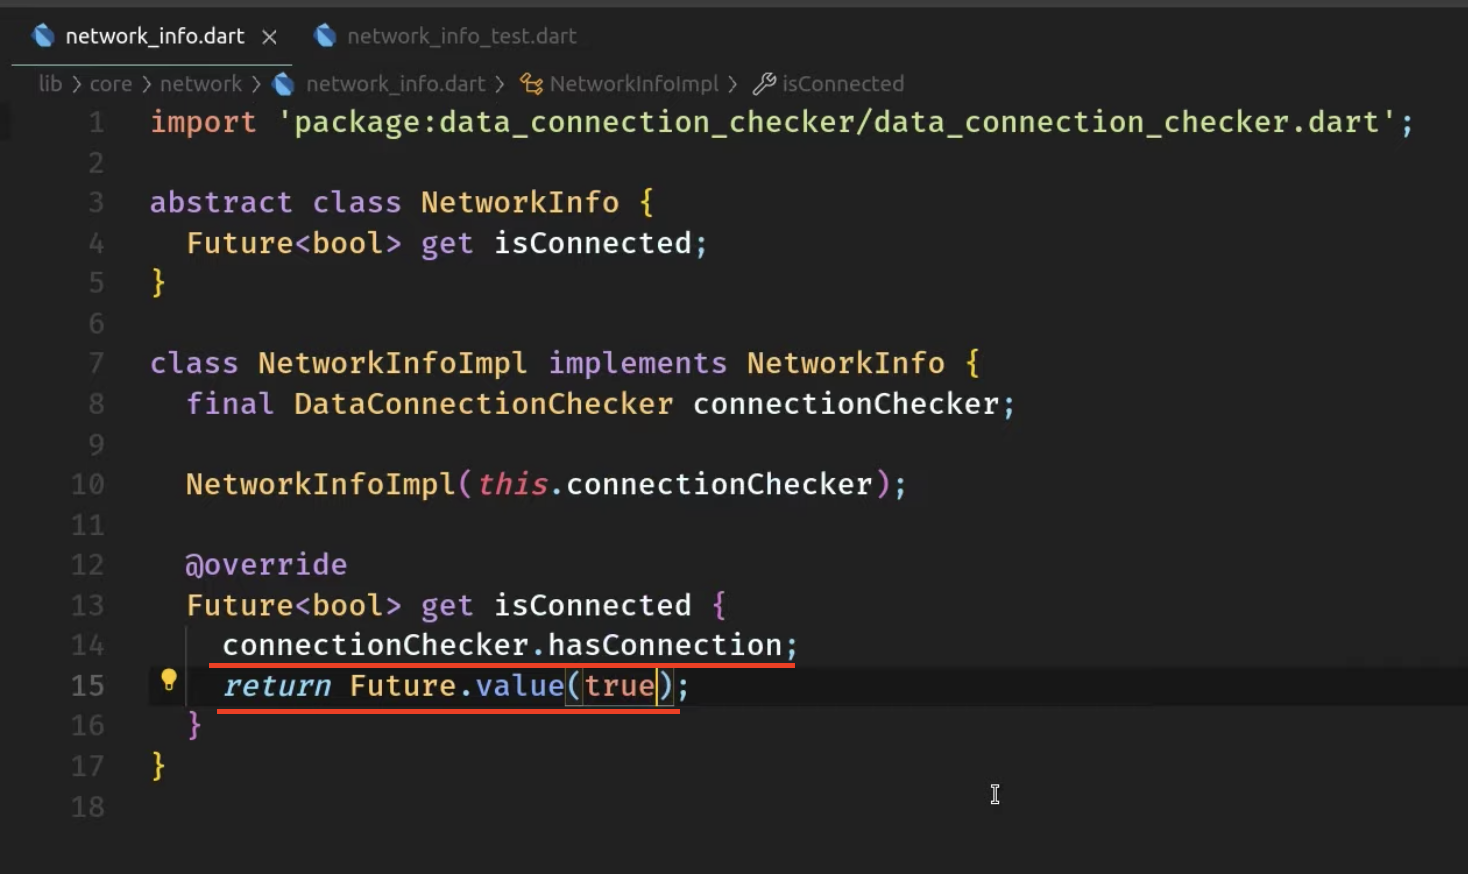 network_info.dart
network_info_test.dart
lib > core > network > network_info.dart > NetworkInfoImpl > isConnected
1 import 'package:data_connection_checker/data_connection_checker.dart';
2
3 abstract class NetworkInfo {
4 Future<bool> get isConnected;
5 }
6
7 class NetworkInfoImpl implements NetworkInfo {
8 final DataConnectionChecker connectionChecker;
9
10 NetworkInfoImpl(this.connectionChecker);
11
12 @override
13 Future<bool> get isConnected {
14 connectionChecker.hasConnection;
15 return Future.value(true);
16 }
17 }
18